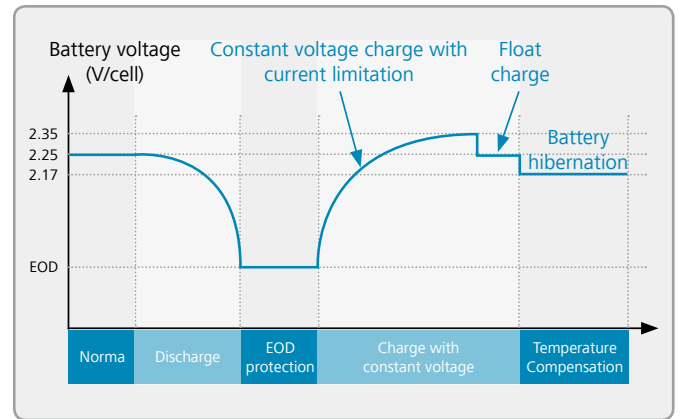 Battery voltage
(V/cell)
Constant voltage charge with
current limitation
Float
charge
Battery
hibernation
2.35
2.25
2.17
EOD
Norma
Discharge
EOD
protection
Charge with
constant voltage
Temperature
Compensation